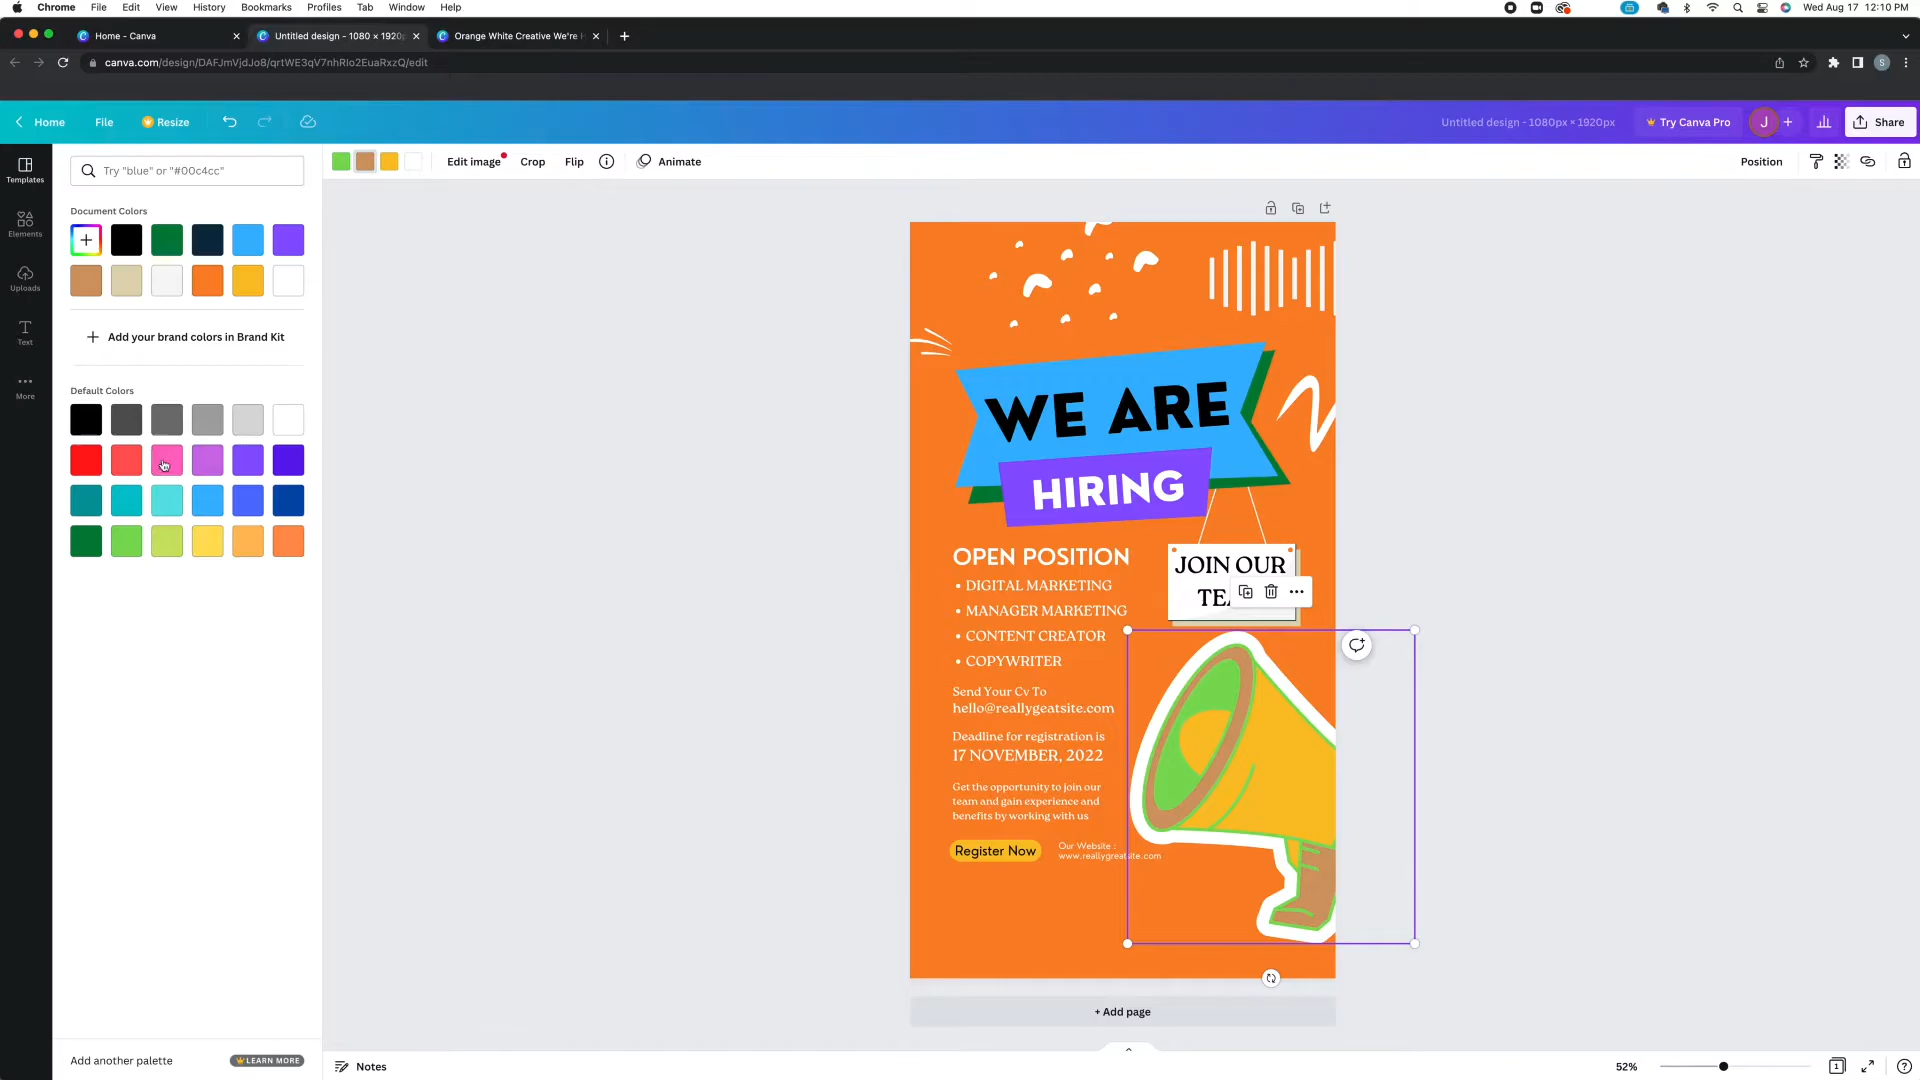 Chrome File Edit View History Bookmarks Profiles Tab Window Help
Wed Aug 17 12:10 PM
Home - Canva
Untitled design - 1080 × 1920p
Orange White Creative We're H
canva.com/design/DAFJmVjdJo8/qrtWE3qV7nhRIo2EuaRxzQ/edit
S
Home File Resize
Untitled design - 1080px × 1920px
Try Canva Pro
J
Share
Templates
Elements
Uploads
Text
More
Try "blue" or "#00c4cc"
Edit image Crop Flip Animate
Position
Document Colors
Add your brand colors in Brand Kit
Default Colors
Add another palette
LEARN MORE
WE ARE
HIRING
OPEN POSITION
• DIGITAL MARKETING
• MANAGER MARKETING
• CONTENT CREATOR
• COPYWRITER
Send Your Cv To
hello@reallygeatsite.com
Deadline for registration is
17 NOVEMBER, 2022
Get the opportunity to join our
team and gain experience and
benefits by working with us
Register Now
Our Website :
www.reallygreatsite.com
JOIN OUR
+ Add page
Notes
52%
1